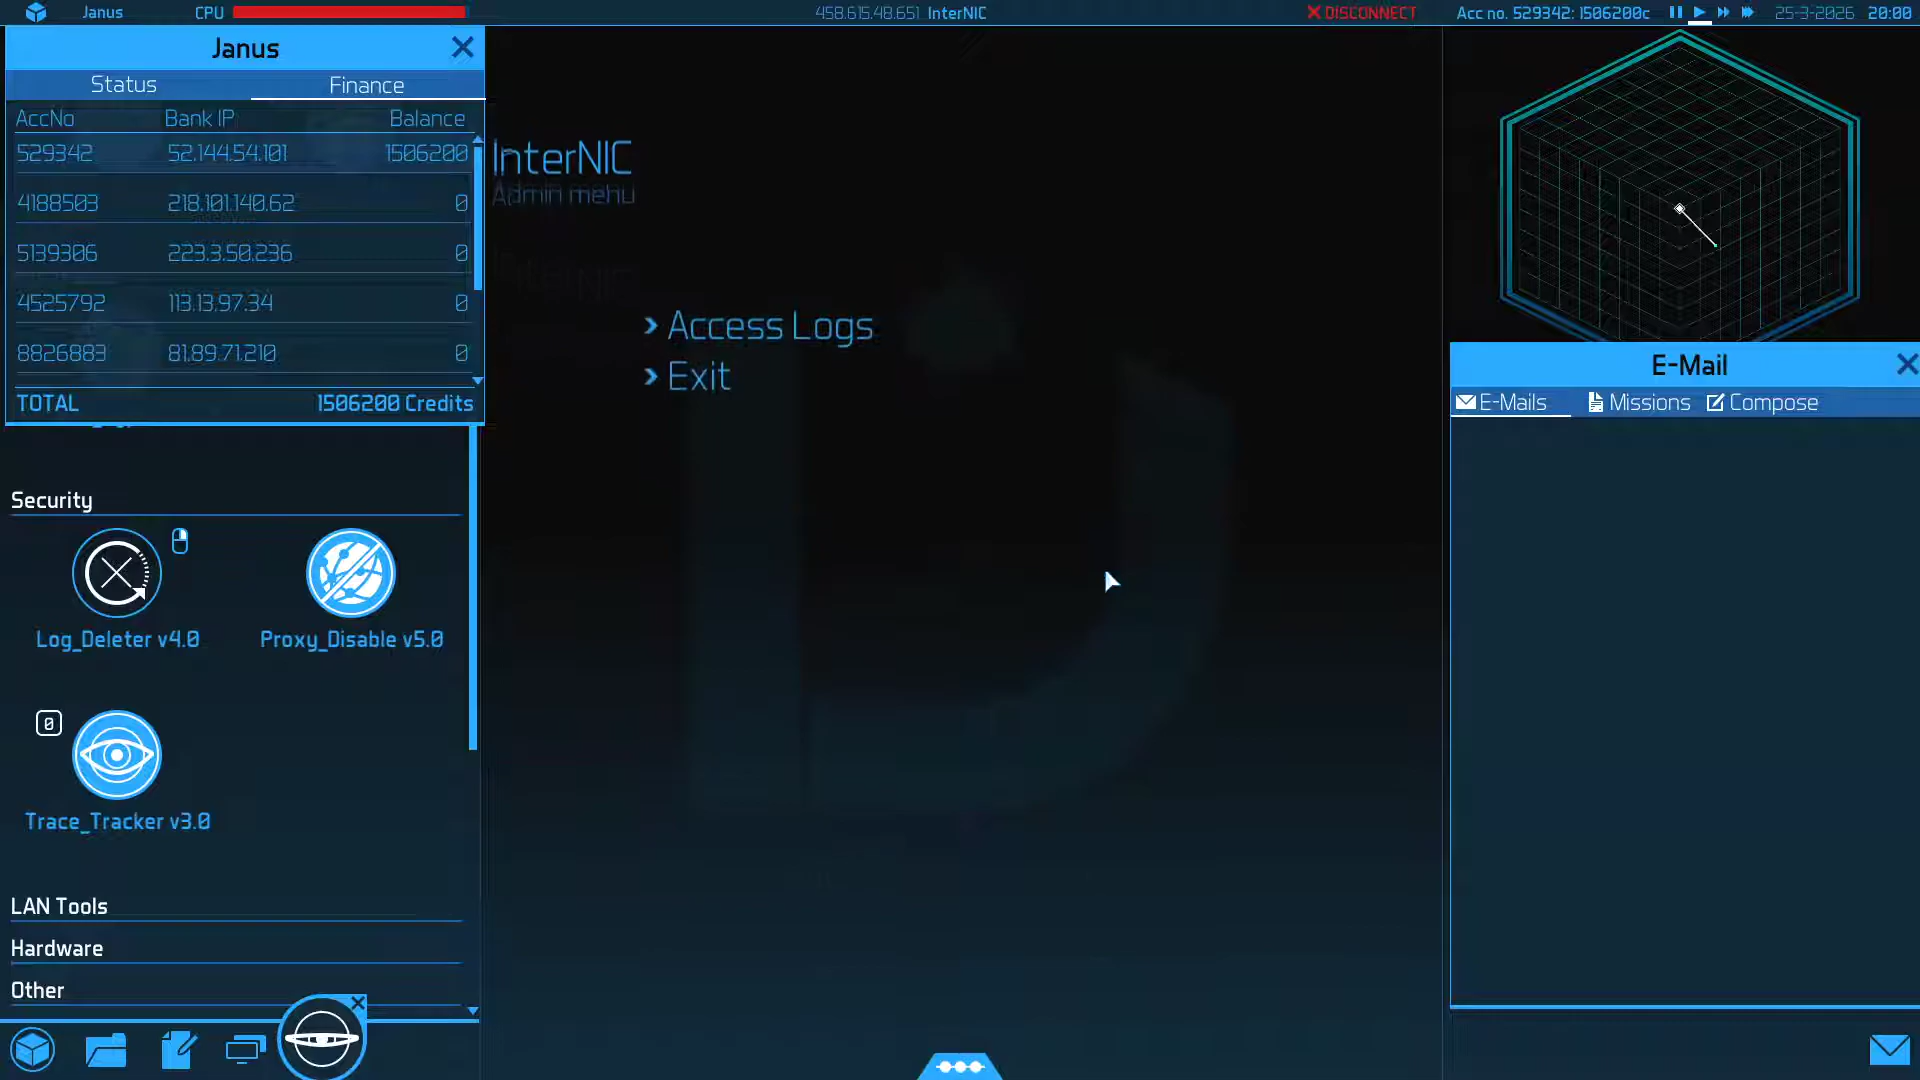 Janus CPU 458.615.48.651 InterNIC DISCONNECT Acc no. 529342: 1506200c 25-3-2026 20:00
Janus
Status Finance
AccNo Bank IP Balance
529342 52.144.54.101 1506200
4188503 218.101.140.62 0
5139306 223.3.50.236 0
4525792 113.13.97.34 0
8826883 81.89.71.210 0
TOTAL 1506200 Credits
InterNIC
Admin menu
Access Logs
Exit
Security
Log_Deleter v4.0 Proxy_Disable v5.0
0
Trace_Tracker v3.0
LAN Tools
Hardware
Other
E-Mail
E-Mails Missions Compose